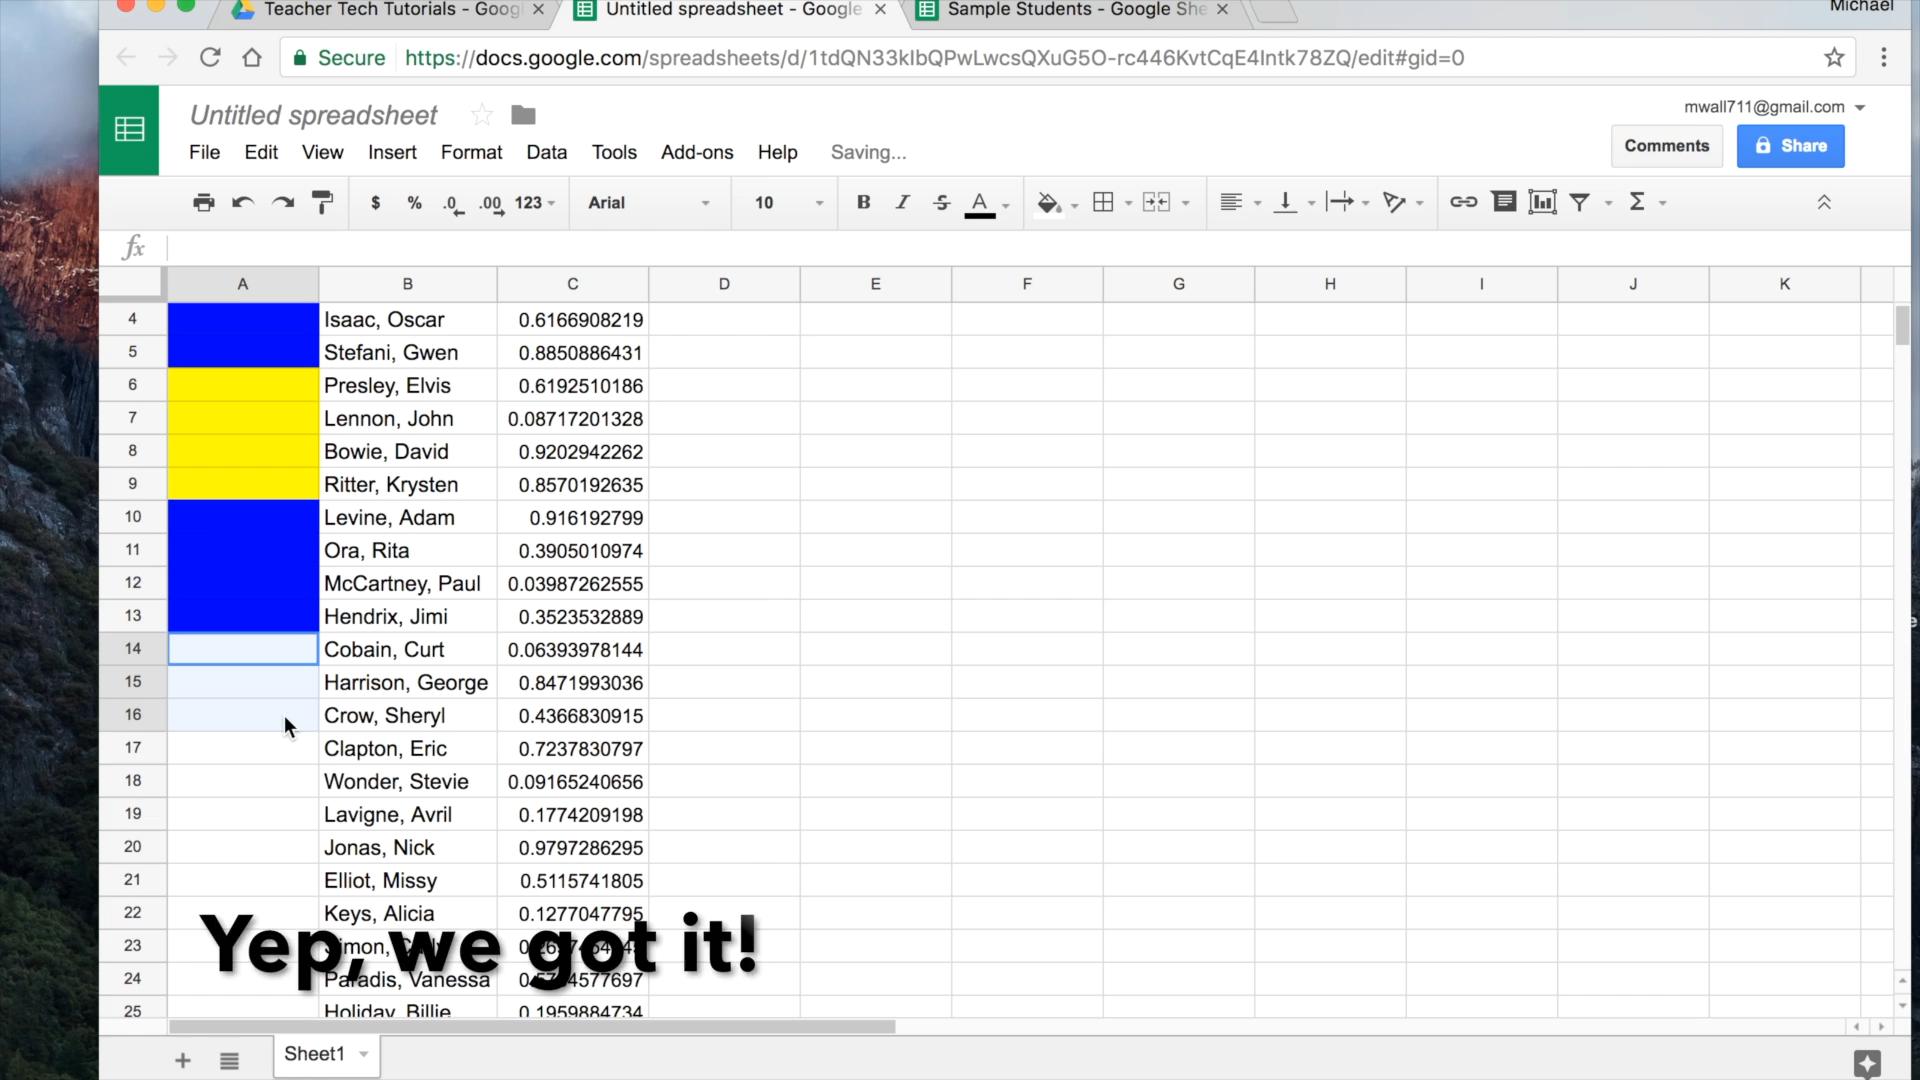 Teacher Tech Tutorials - Googl
Untitled spreadsheet - Google
Sample Students - Google She
Michael
Secure https://docs.google.com/spreadsheets/d/1tdQN33kIbQPwLwcsQXuG5O-rc446KvtCqE4Intk78ZQ/edit#gid=0
Untitled spreadsheet
mwall711@gmail.com
File Edit View Insert Format Data Tools Add-ons Help Saving...
Comments
Share
$ % .0 .00 123 Arial 10 B I S A Σ
fx
A B C D E F G H I J K
4 Isaac, Oscar 0.6166908219
5 Stefani, Gwen 0.8850886431
6 Presley, Elvis 0.6192510186
7 Lennon, John 0.08717201328
8 Bowie, David 0.9202942262
9 Ritter, Krysten 0.8570192635
10 Levine, Adam 0.916192799
11 Ora, Rita 0.3905010974
12 McCartney, Paul 0.03987262555
13 Hendrix, Jimi 0.3523532889
14 Cobain, Curt 0.06393978144
15 Harrison, George 0.8471993036
16 Crow, Sheryl 0.4366830915
17 Clapton, Eric 0.7237830797
18 Wonder, Stevie 0.09165240656
19 Lavigne, Avril 0.1774209198
20 Jonas, Nick 0.9797286295
21 Elliot, Missy 0.5115741805
22 Keys, Alicia 0.1277047795
23
Yep, we got it!
24 Paradis, Vanessa
25 Holiday, Billie 0.1959884734
Sheet1